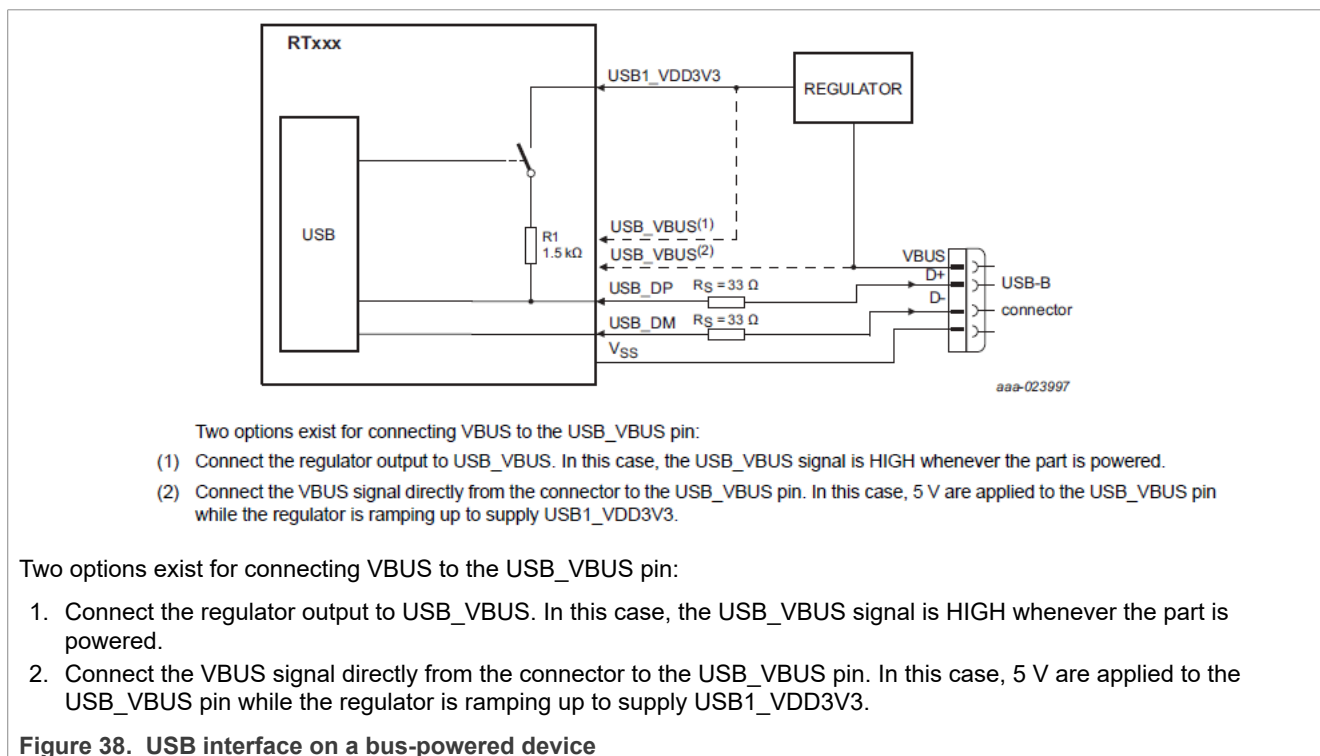 RTxxx
USB1_VDD3V3
REGULATOR
USB
R1
1.5 kΩ
USB_VBUS(1)
USB_VBUS(2)
VBUS
D+
USB-B
USB_DP RS = 33 Ω
D-
connector
USB_DM RS = 33 Ω
VSS
aaa-023997
Two options exist for connecting VBUS to the USB_VBUS pin:
(1) Connect the regulator output to USB_VBUS. In this case, the USB_VBUS signal is HIGH whenever the part is powered.
(2) Connect the VBUS signal directly from the connector to the USB_VBUS pin. In this case, 5 V are applied to the USB_VBUS pin
while the regulator is ramping up to supply USB1_VDD3V3.
Two options exist for connecting VBUS to the USB_VBUS pin:
1. Connect the regulator output to USB_VBUS. In this case, the USB_VBUS signal is HIGH whenever the part is
powered.
2. Connect the VBUS signal directly from the connector to the USB_VBUS pin. In this case, 5 V are applied to the
USB_VBUS pin while the regulator is ramping up to supply USB1_VDD3V3.
Figure 38. USB interface on a bus-powered device